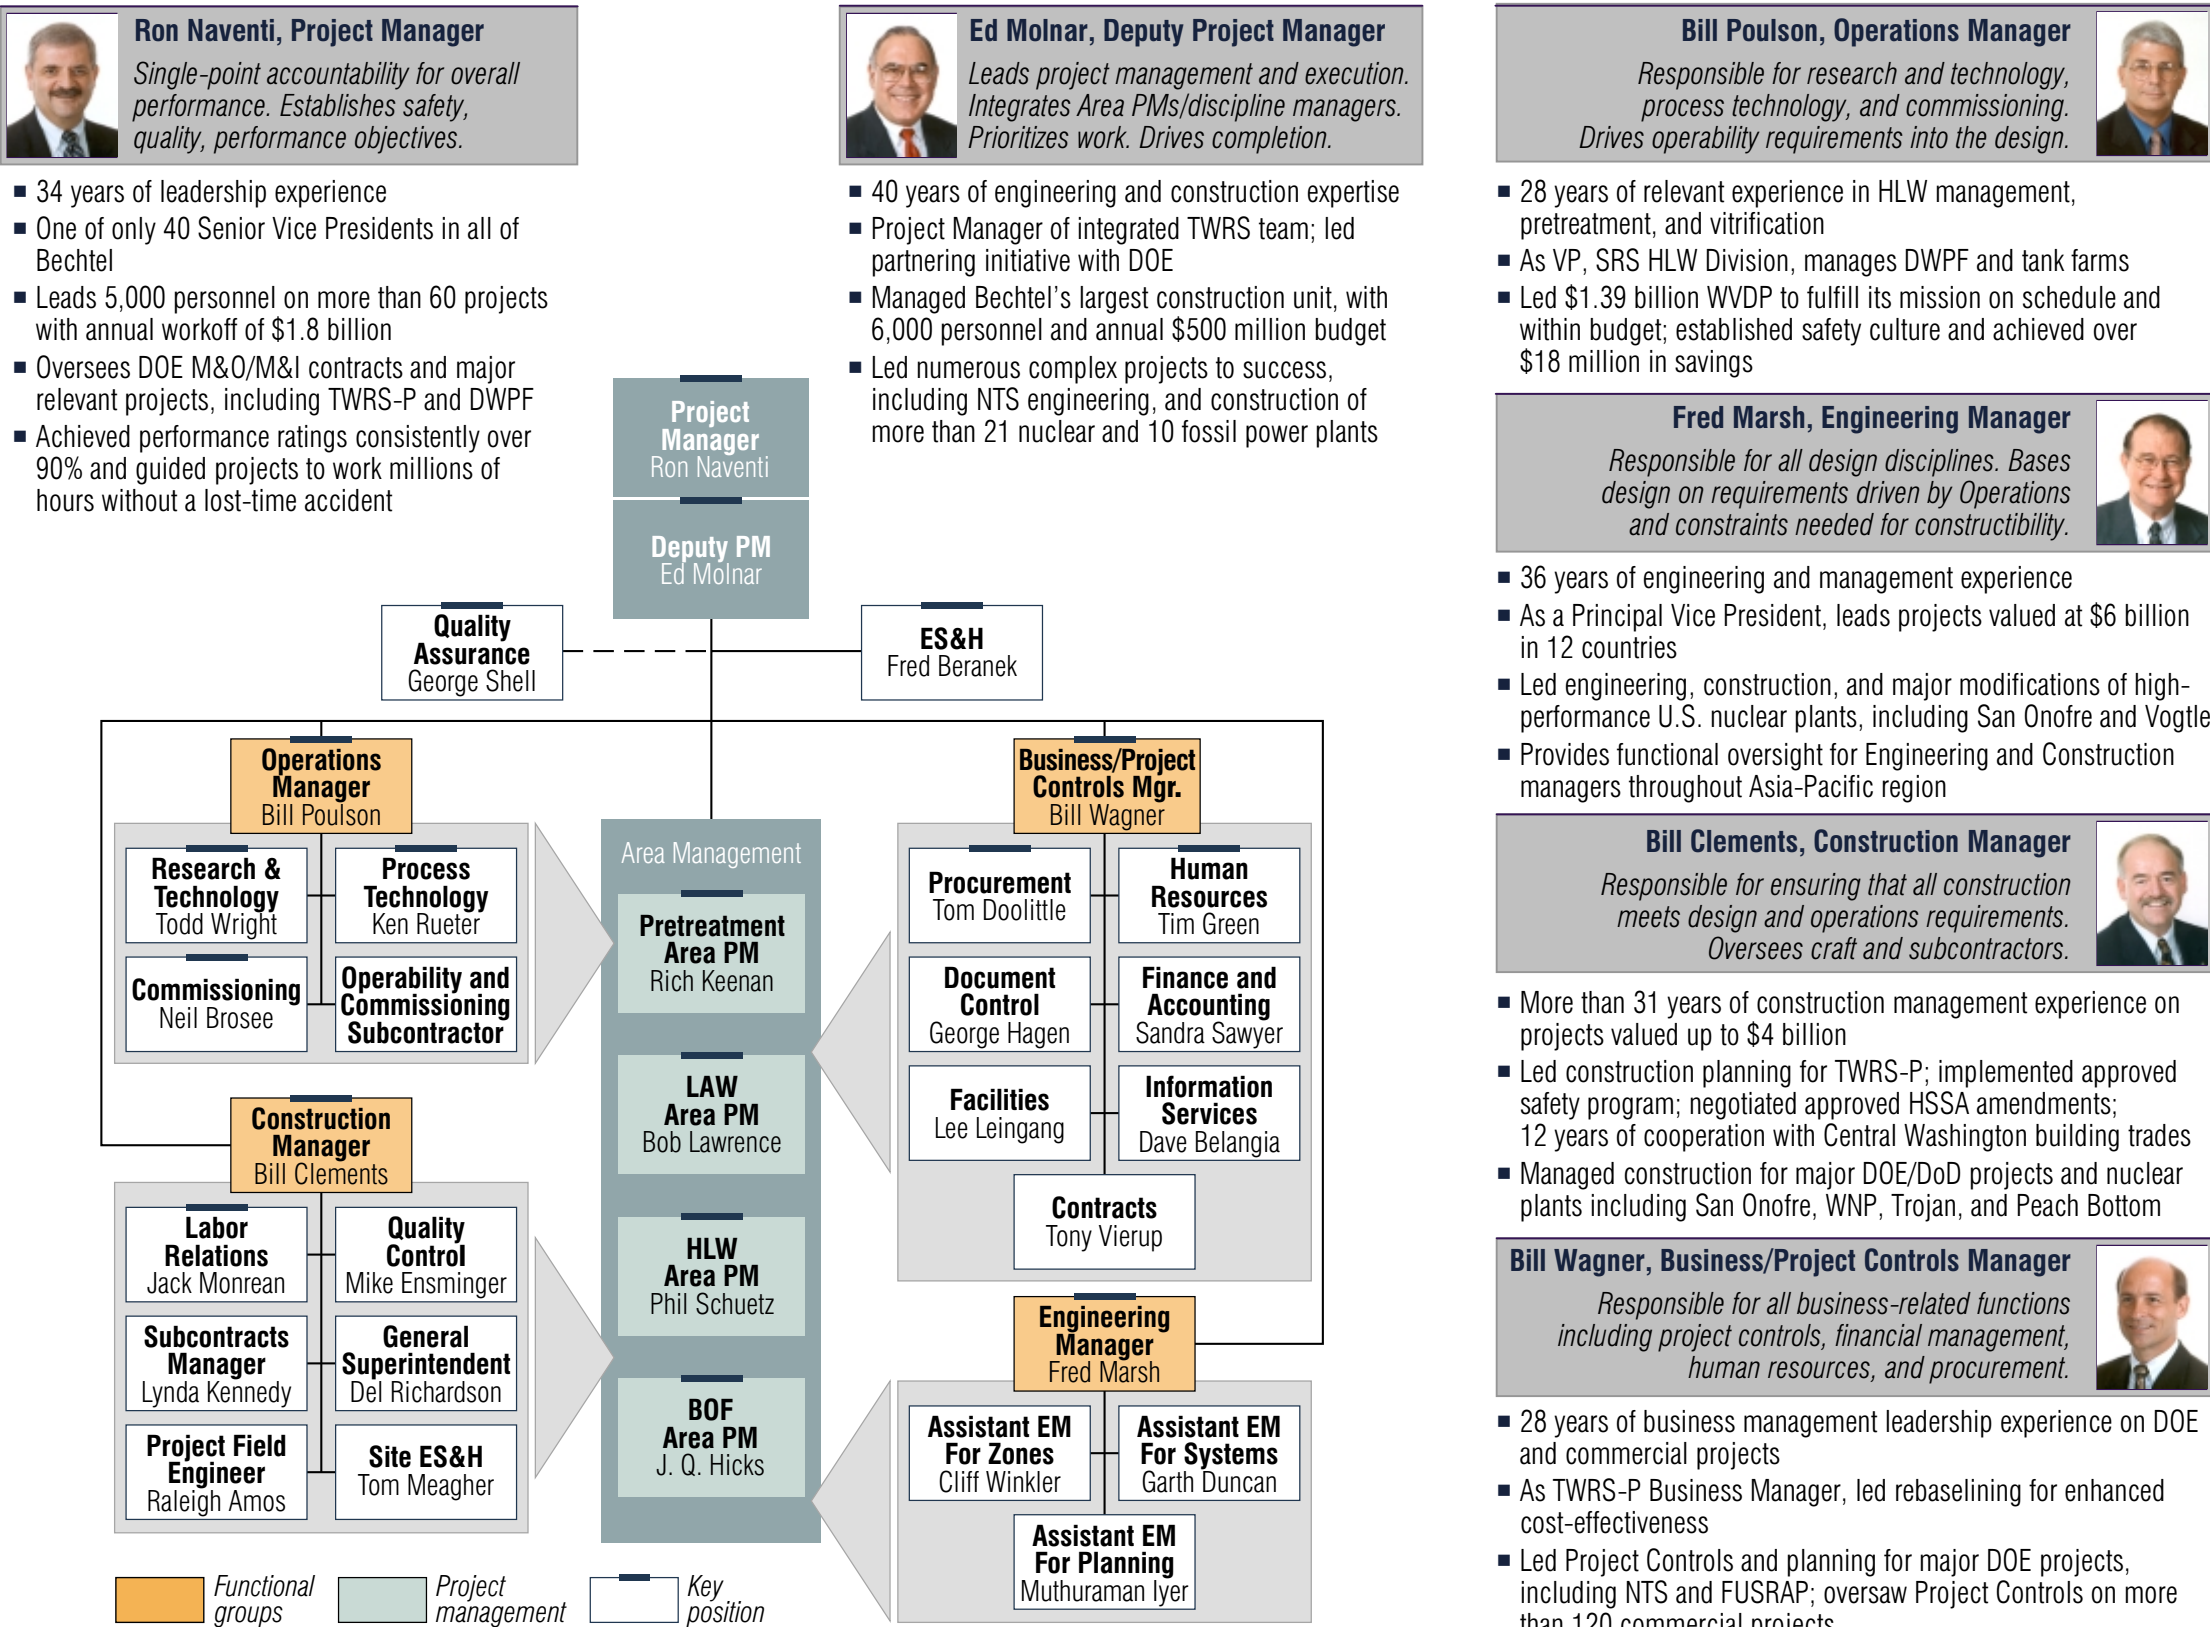 Ron Naventi, Project Manager
Single-point accountability for overall
performance. Establishes safety,
quality, performance objectives.
■ 34 years of leadership experience
■ One of only 40 Senior Vice Presidents in all of
Bechtel
■ Leads 5,000 personnel on more than 60 projects
with annual workoff of $1.8 billion
■ Oversees DOE M&O/M&I contracts and major
relevant projects, including TWRS-P and DWPF
■ Achieved performance ratings consistently over
90% and guided projects to work millions of
hours without a lost-time accident
Ed Molnar, Deputy Project Manager
Leads project management and execution.
Integrates Area PMs/discipline managers.
Prioritizes work. Drives completion.
■ 40 years of engineering and construction expertise
■ Project Manager of integrated TWRS team; led
partnering initiative with DOE
■ Managed Bechtel's largest construction unit, with
6,000 personnel and annual $500 million budget
■ Led numerous complex projects to success,
including NTS engineering, and construction of
more than 21 nuclear and 10 fossil power plants
Project
Manager
Ron Naventi
Deputy PM
Ed Molnar
Quality
Assurance
George Shell
ES&H
Fred Beranek
Operations
Manager
Bill Poulson
Research &
Technology
Todd Wright
Process
Technology
Ken Rueter
Commissioning
Neil Brosee
Operability and
Commissioning
Subcontractor
Construction
Manager
Bill Clements
Labor
Relations
Jack Monrean
Quality
Control
Mike Ensminger
Subcontracts
Manager
Lynda Kennedy
General
Superintendent
Del Richardson
Project Field
Engineer
Raleigh Amos
Site ES&H
Tom Meagher
Area Management
Pretreatment
Area PM
Rich Keenan
LAW
Area PM
Bob Lawrence
HLW
Area PM
Phil Schuetz
BOF
Area PM
J. Q. Hicks
Business/Project
Controls Mgr.
Bill Wagner
Procurement
Tom Doolittle
Human
Resources
Tim Green
Document
Control
George Hagen
Finance and
Accounting
Sandra Sawyer
Facilities
Lee Leingang
Information
Services
Dave Belangia
Contracts
Tony Vierup
Engineering
Manager
Fred Marsh
Assistant EM
For Zones
Cliff Winkler
Assistant EM
For Systems
Garth Duncan
Assistant EM
For Planning
Muthuraman Iyer
Functional
groups
Project
management
Key
position
Bill Poulson, Operations Manager
Responsible for research and technology,
process technology, and commissioning.
Drives operability requirements into the design.
■ 28 years of relevant experience in HLW management,
pretreatment, and vitrification
■ As VP, SRS HLW Division, manages DWPF and tank farms
■ Led $1.39 billion WVDP to fulfill its mission on schedule and
within budget; established safety culture and achieved over
$18 million in savings
Fred Marsh, Engineering Manager
Responsible for all design disciplines. Bases
design on requirements driven by Operations
and constraints needed for constructibility.
■ 36 years of engineering and management experience
■ As a Principal Vice President, leads projects valued at $6 billion
in 12 countries
■ Led engineering, construction, and major modifications of high-
performance U.S. nuclear plants, including San Onofre and Vogtle
■ Provides functional oversight for Engineering and Construction
managers throughout Asia-Pacific region
Bill Clements, Construction Manager
Responsible for ensuring that all construction
meets design and operations requirements.
Oversees craft and subcontractors.
■ More than 31 years of construction management experience on
projects valued up to $4 billion
■ Led construction planning for TWRS-P; implemented approved
safety program; negotiated approved HSSA amendments;
12 years of cooperation with Central Washington building trades
■ Managed construction for major DOE/DoD projects and nuclear
plants including San Onofre, WNP, Trojan, and Peach Bottom
Bill Wagner, Business/Project Controls Manager
Responsible for all business-related functions
including project controls, financial management,
human resources, and procurement.
■ 28 years of business management leadership experience on DOE
and commercial projects
■ As TWRS-P Business Manager, led rebaselining for enhanced
cost-effectiveness
■ Led Project Controls and planning for major DOE projects,
including NTS and FUSRAP; oversaw Project Controls on more
than 120 commercial projects